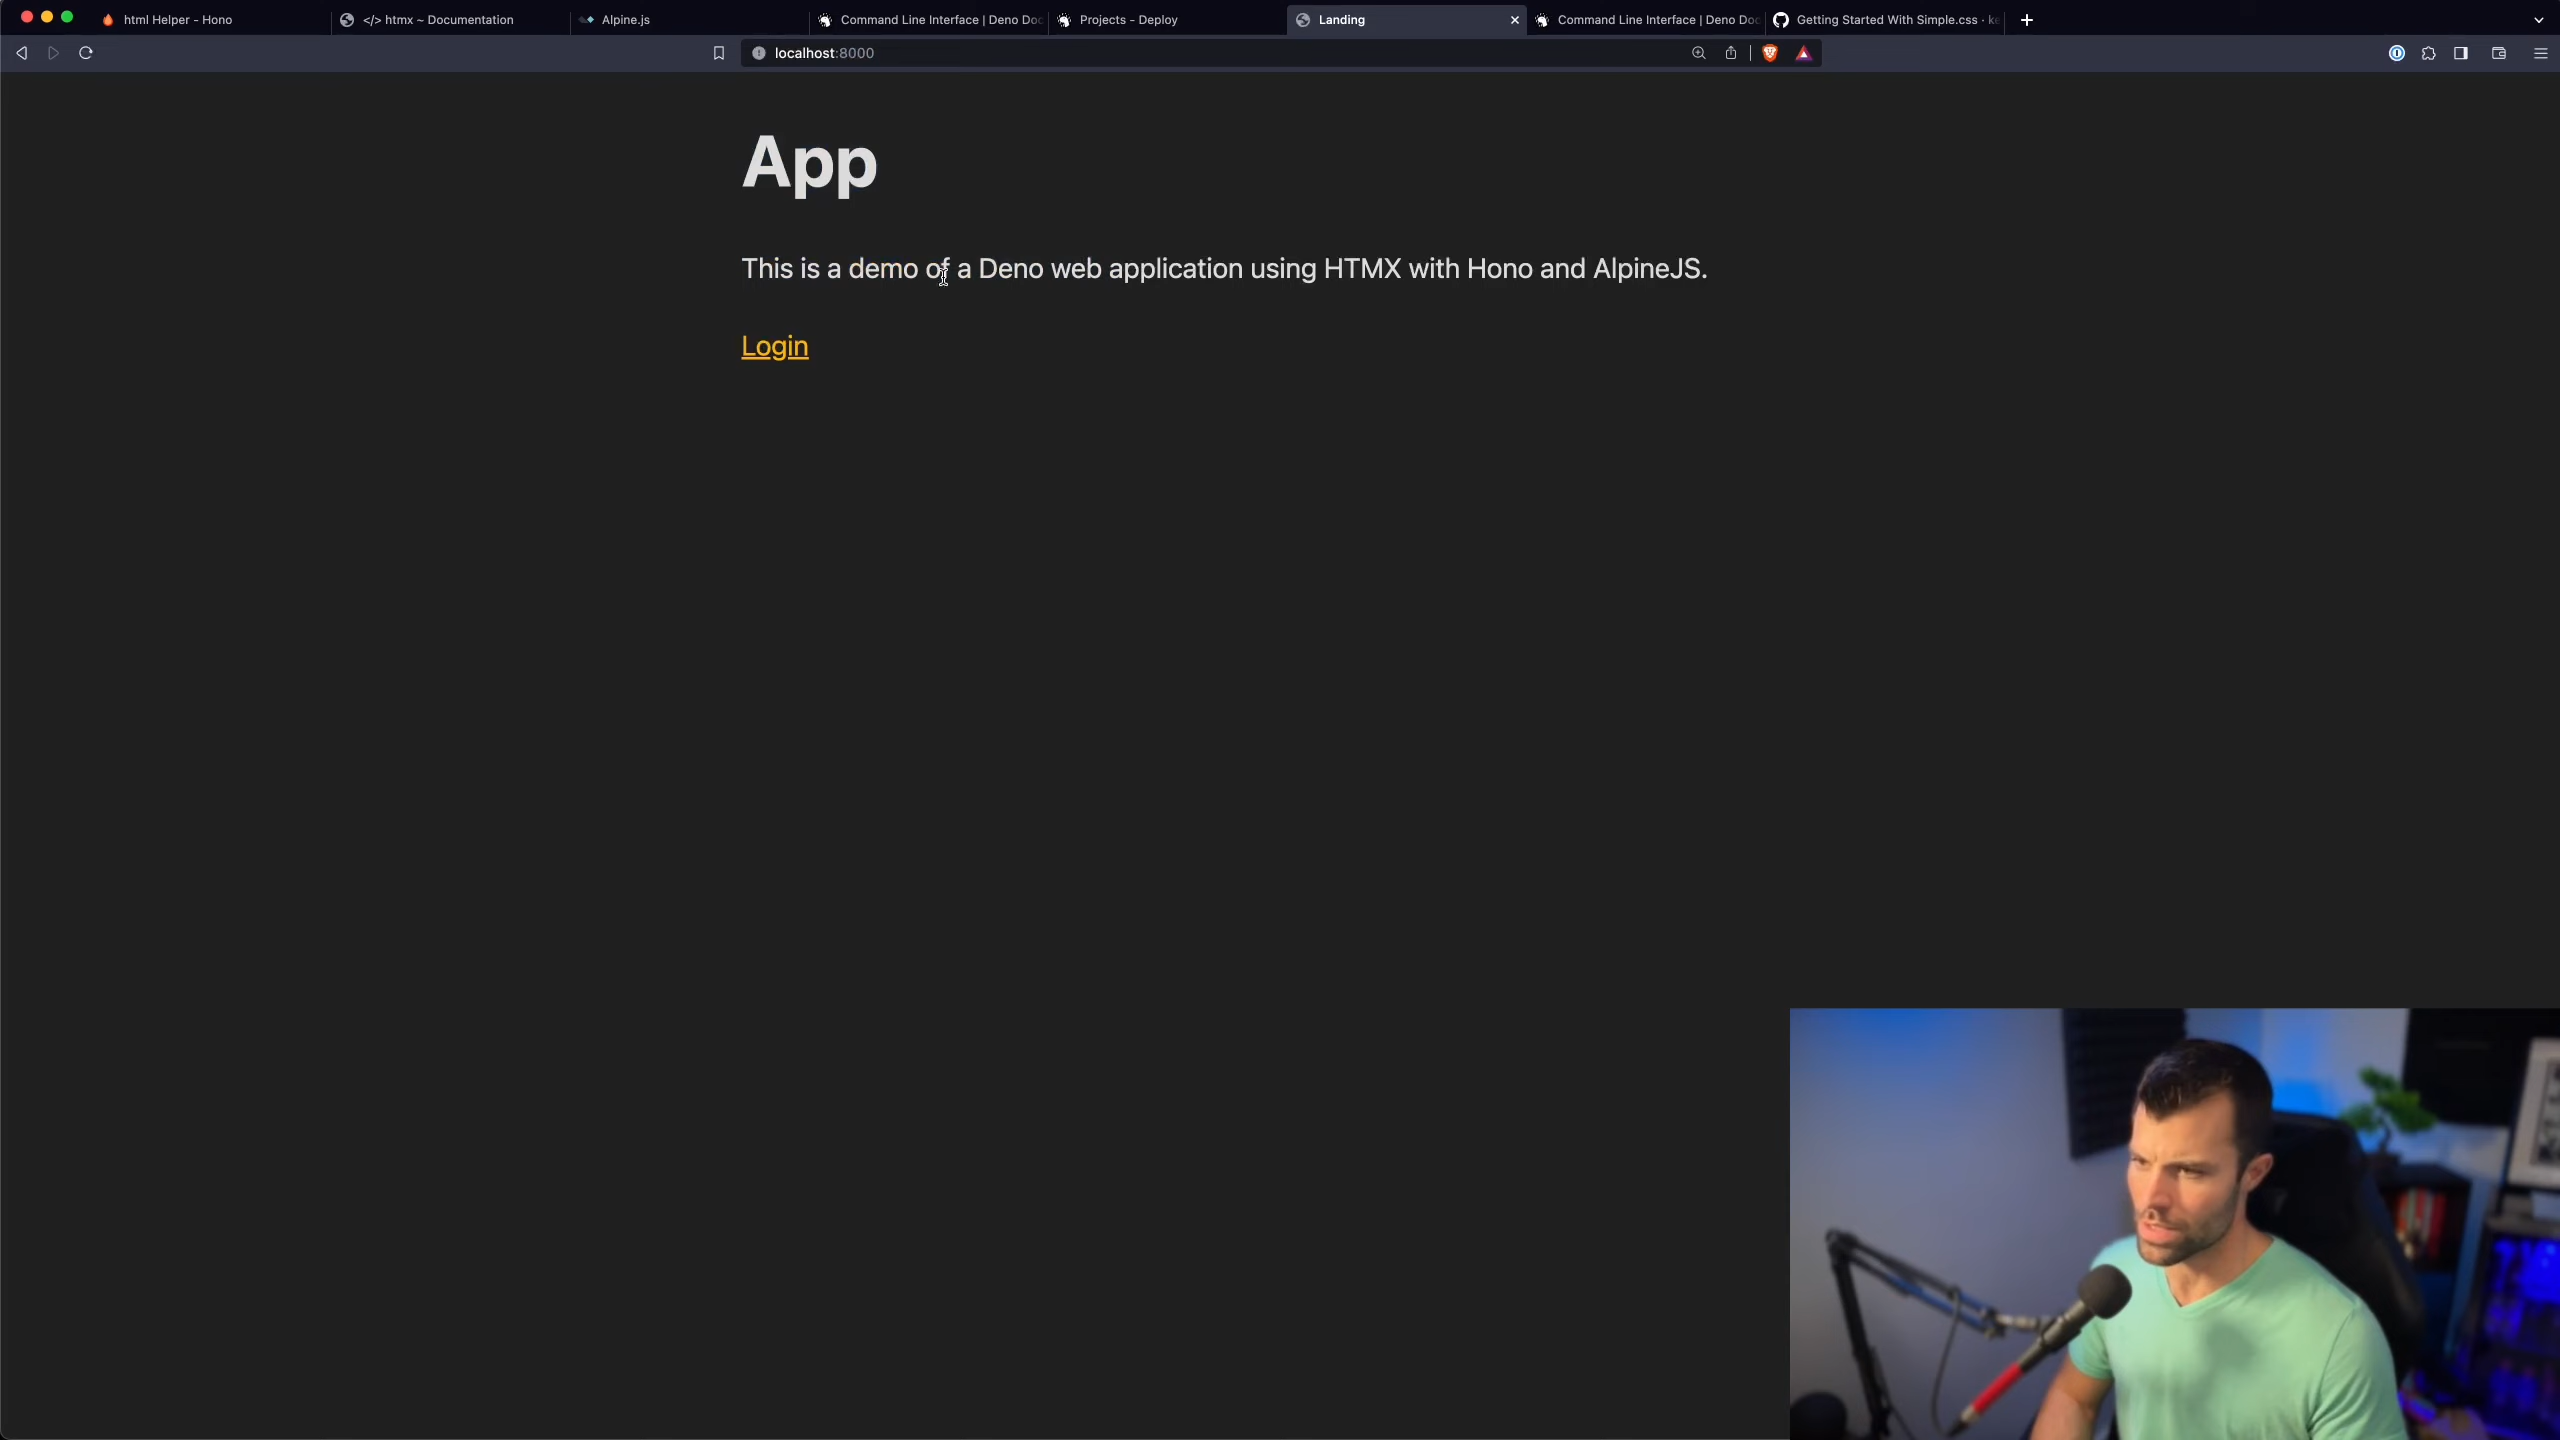 html Helper - Hono
</> htmx ~ Documentation
Alpine.js
Command Line Interface | Deno Doc
Projects - Deploy
Landing
Command Line Interface | Deno Doc
Getting Started With Simple.css · ke
localhost:8000
App
This is a demo of a Deno web application using HTMX with Hono and AlpineJS.
Login